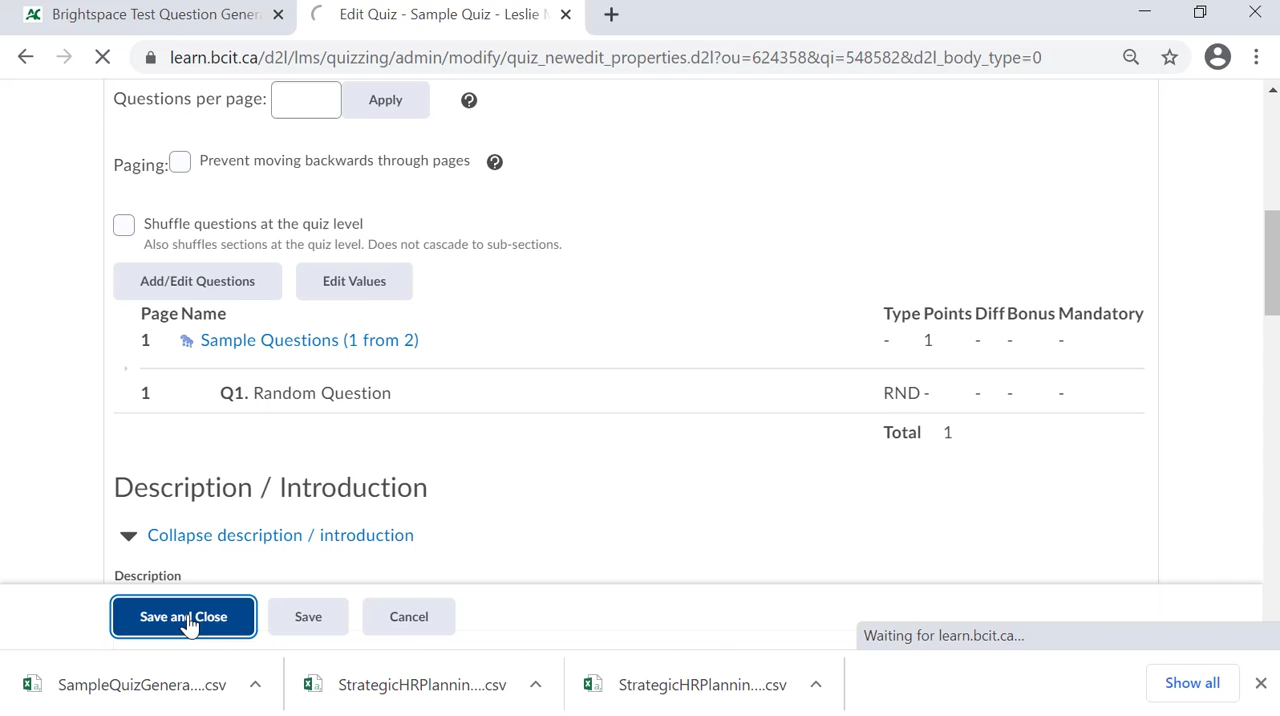 Brightspace Test Question Genera
Edit Quiz - Sample Quiz - Leslie M
learn.bcit.ca/d2l/lms/quizzing/admin/modify/quiz_newedit_properties.d2l?ou=624358&qi=548582&d2l_body_type=0
Questions per page:
Apply
Paging:
Prevent moving backwards through pages
Shuffle questions at the quiz level
Also shuffles sections at the quiz level. Does not cascade to sub-sections.
Add/Edit Questions
Edit Values
Page Name Type Points Diff Bonus Mandatory
1 Sample Questions (1 from 2) - 1 - - -
1 Q1. Random Question RND - - - -
Total 1
Description / Introduction
Collapse description / introduction
Description
Save and Close
Save
Cancel
Waiting for learn.bcit.ca...
SampleQuizGenera....csv
StrategicHRPlannin....csv
StrategicHRPlannin....csv
Show all